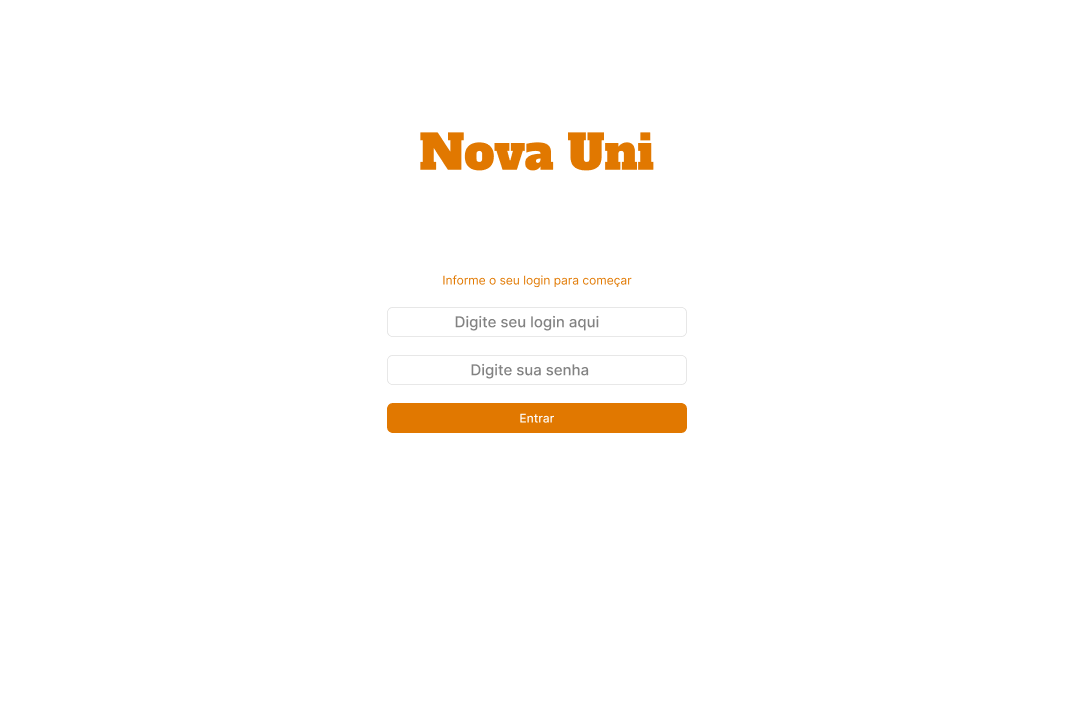 Nova Uni
Informe o seu login para começar
Digite seu login aqui
Digite sua senha
Entrar